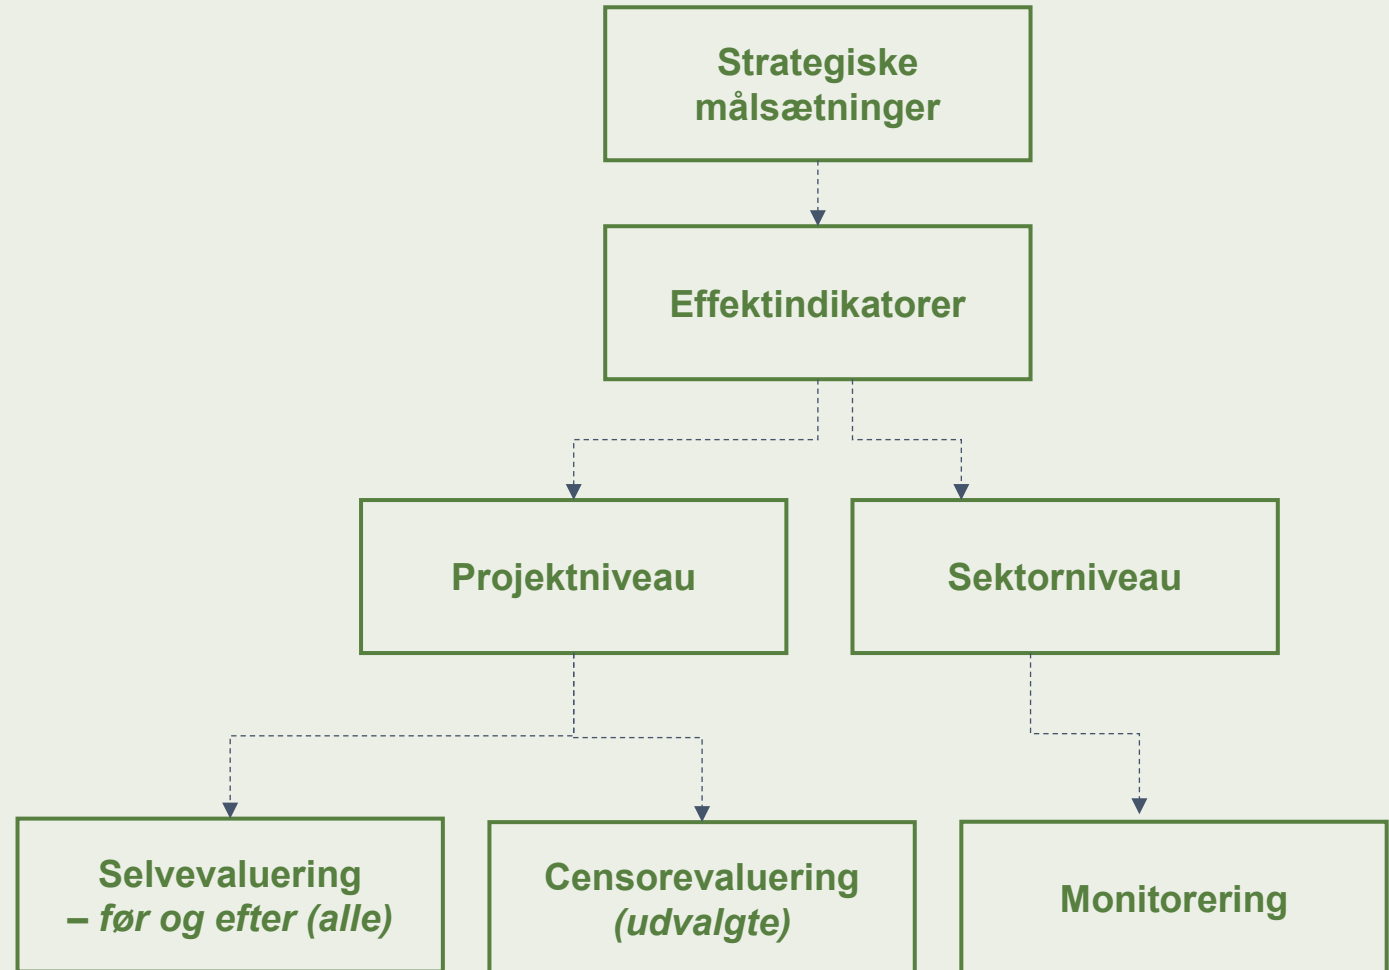 Strategiske
målsætninger
Effektindikatorer
Projektniveau
Sektorniveau
Selvevaluering
– før og efter (alle)
Censorevaluering
(udvalgte)
Monitorering